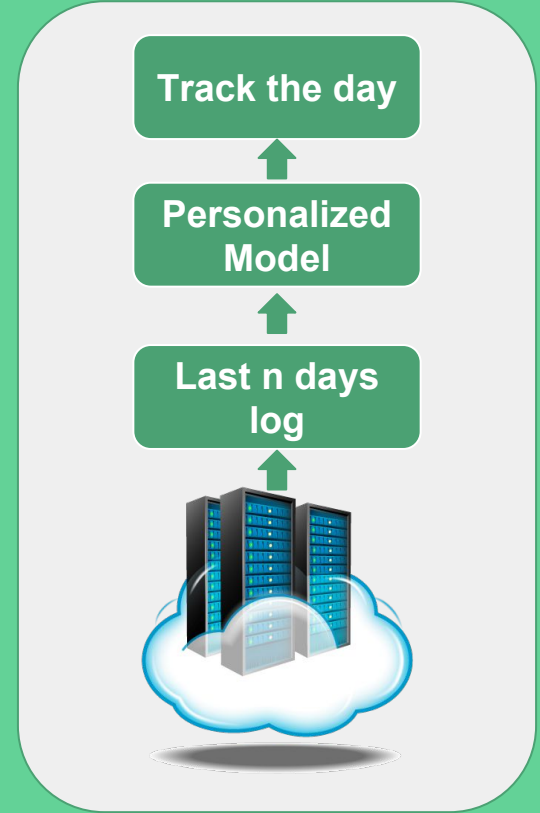 Track the day
Personalized
Model
Last n days
log